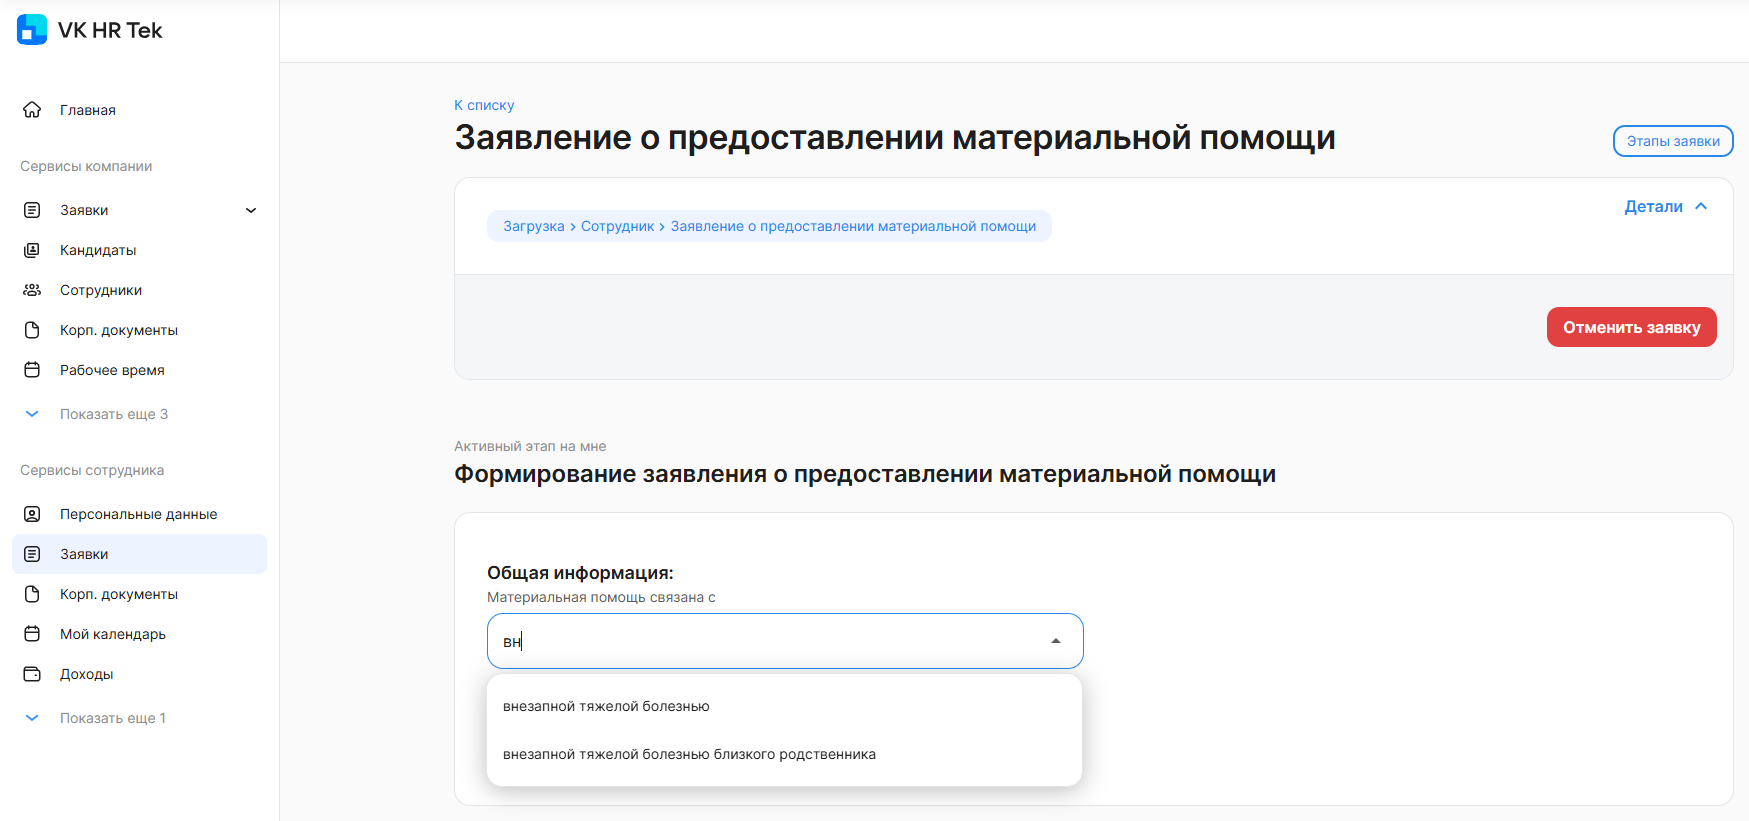 VK HR Tek
Главная
Сервисы компании
Заявки
Кандидаты
Сотрудники
Корп. документы
Рабочее время
Показать еще 3
Сервисы сотрудника
Персональные данные
Заявки
Корп. документы
Мой календарь
Доходы
Показать еще 1
К списку
Заявление о предоставлении материальной помощи
Этапы заявки
Детали
Загрузка > Сотрудник > Заявление о предоставлении материальной помощи
Отменить заявку
Активный этап на мне
Формирование заявления о предоставлении материальной помощи
Общая информация:
Материальная помощь связана с
вн
внезапной тяжелой болезнью
внезапной тяжелой болезнью близкого родственника